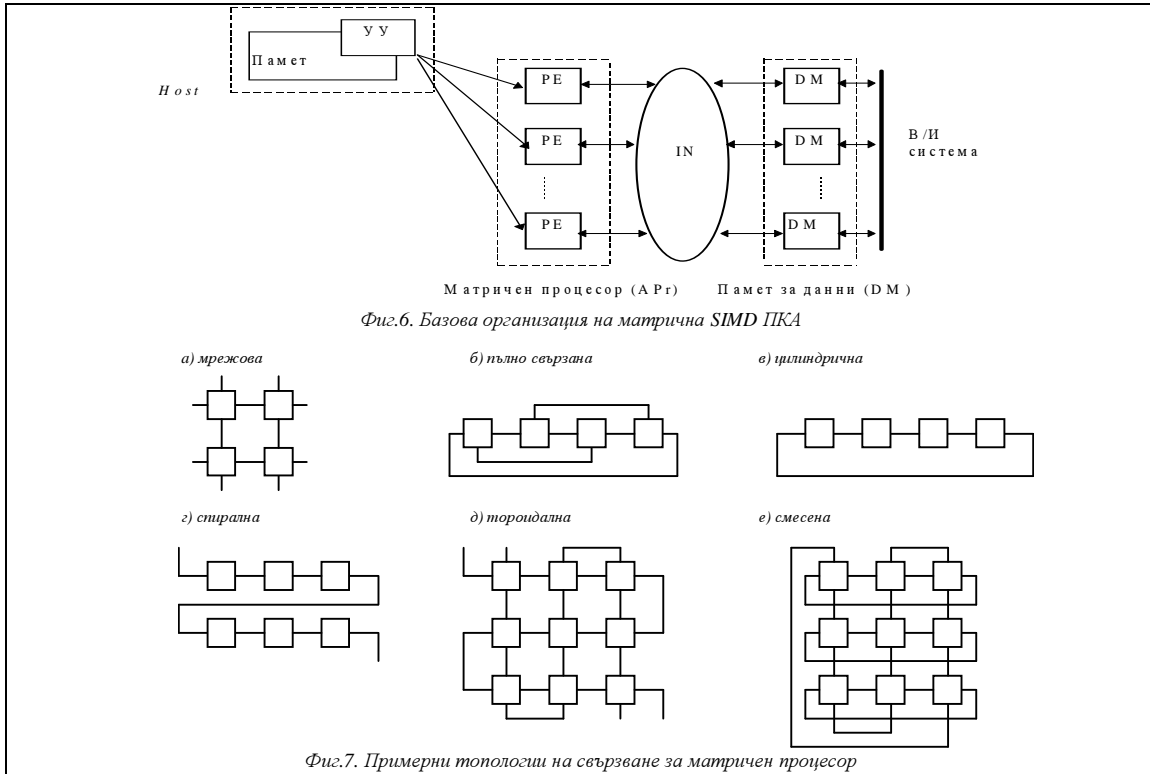 УУ
Памет
Host
PE
PE
PE
IN
DM
DM
DM
В/И
система
Матричен процесор (APr)
Памет за данни (DM)
Фиг.6. Базова организация на матрична SIMD ПКА
а) мрежова
б) пълно свързана
в) цилиндрична
г) спирална
д) тороидална
е) смесена
Фиг.7. Примерни топологии на свързване за матричен процесор